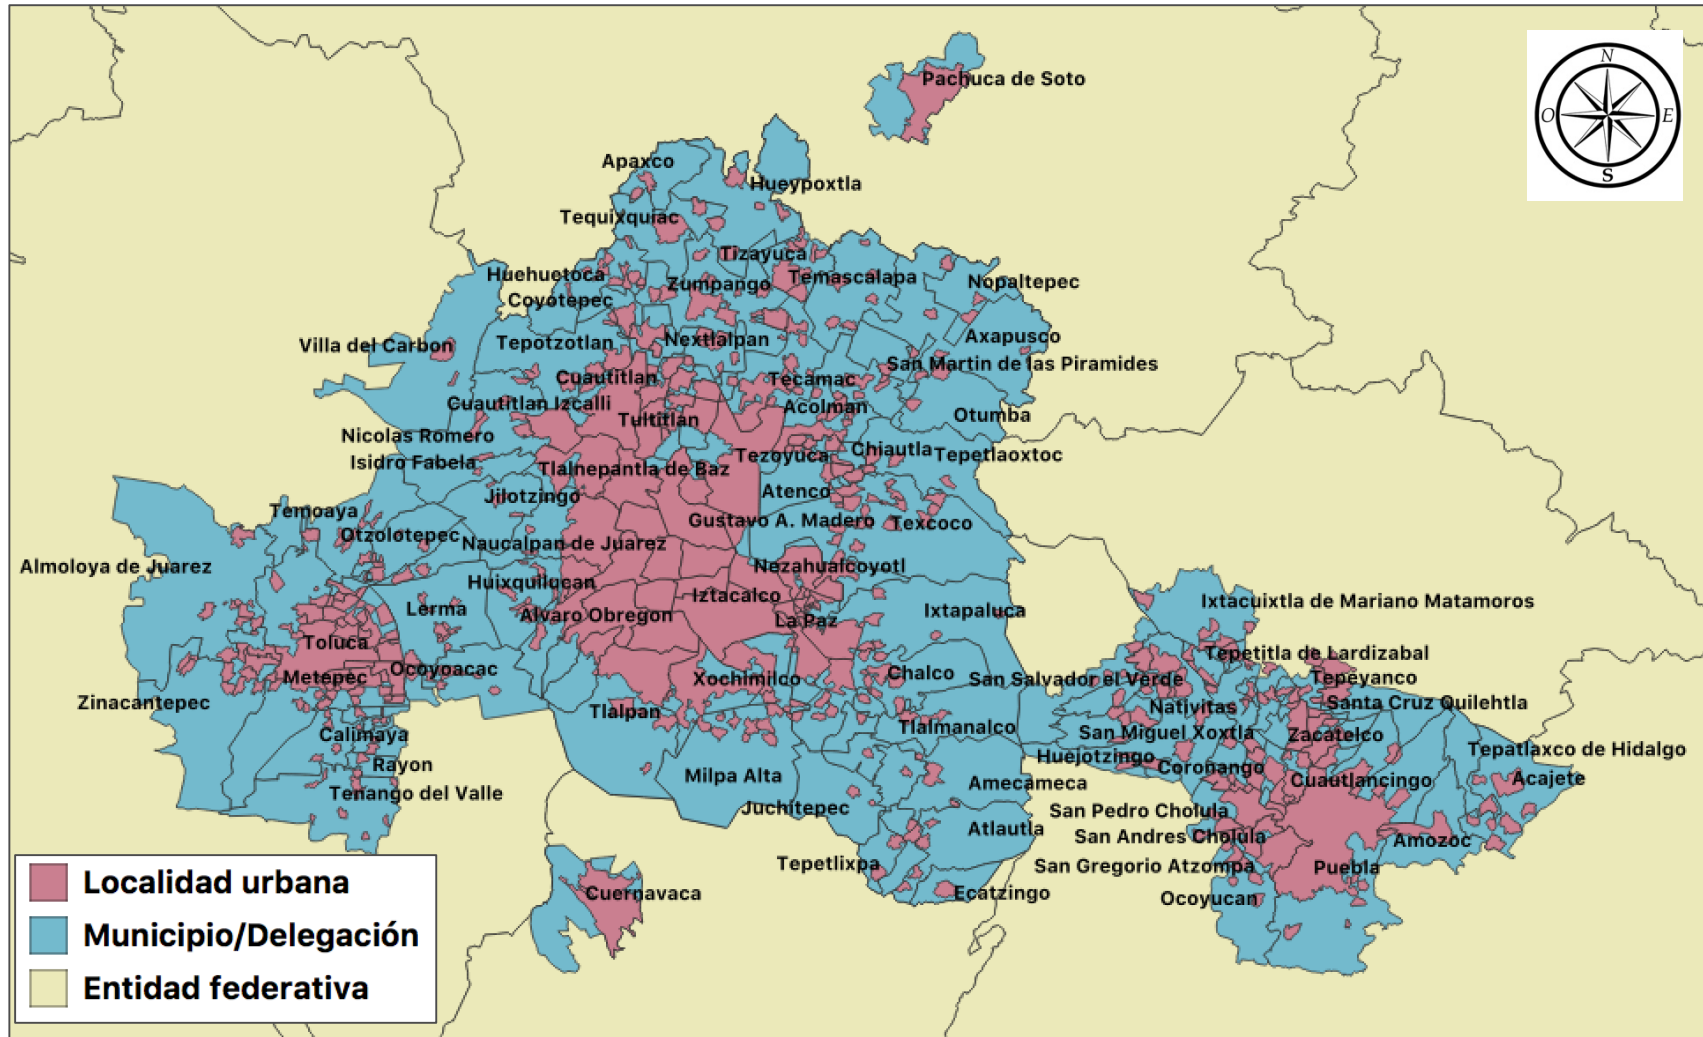 Pachuca de Soto
N
O
E
S
Apaxco
Hueypoxtla
Tequixquiac
Tizayuca
Huehuetoca
Zumpango
Temascalapa
Nopaltepec
Coyotepec
Villa del Carbon
Tepotzotlan
Nextlalpan
Axapusco
San Martin de las Piramides
Cuautitlan
Tecamac
Cuautitlan Izcalli
Acolman
Otumba
Tultitlan
Nicolas Romero
Isidro Fabela
Tezoyuca
Chiautla
Tepetlaoxtoc
Tlalnepantla de Baz
Jilotzingo
Atenco
Temoaya
Gustavo A. Madero
Texcoco
Otzolotepec
Naucalpan de Juarez
Almoloya de Juarez
Nezahualcoyotl
Huixquilucan
Iztacalco
Ixtapaluca
Ixtacuixtla de Mariano Matamoros
Lerma
Alvaro Obregon
La Paz
Toluca
Tepetitla de Lardizabal
Ocoyoacac
Metepec
Xochimilco
Chalco
San Salvador el Verde
Tepeyanco
Zinacantepec
Tlalpan
Nativitas
Santa Cruz Quilehtla
Calimaya
Tlalmanalco
San Miguel Xoxtla
Zacatelco
Tepatlaxco de Hidalgo
Huejotzingo
Rayon
Milpa Alta
Coronango
Amecameca
Cuautlancingo
Acajete
Tenango del Valle
Juchitepec
San Pedro Cholula
Atlautla
San Andres Cholula
Amozoc
Tepetlixpa
San Gregorio Atzompa
Puebla
Cuernavaca
Ecatzingo
Ocoyucan
Localidad urbana
Municipio/Delegación
Entidad federativa